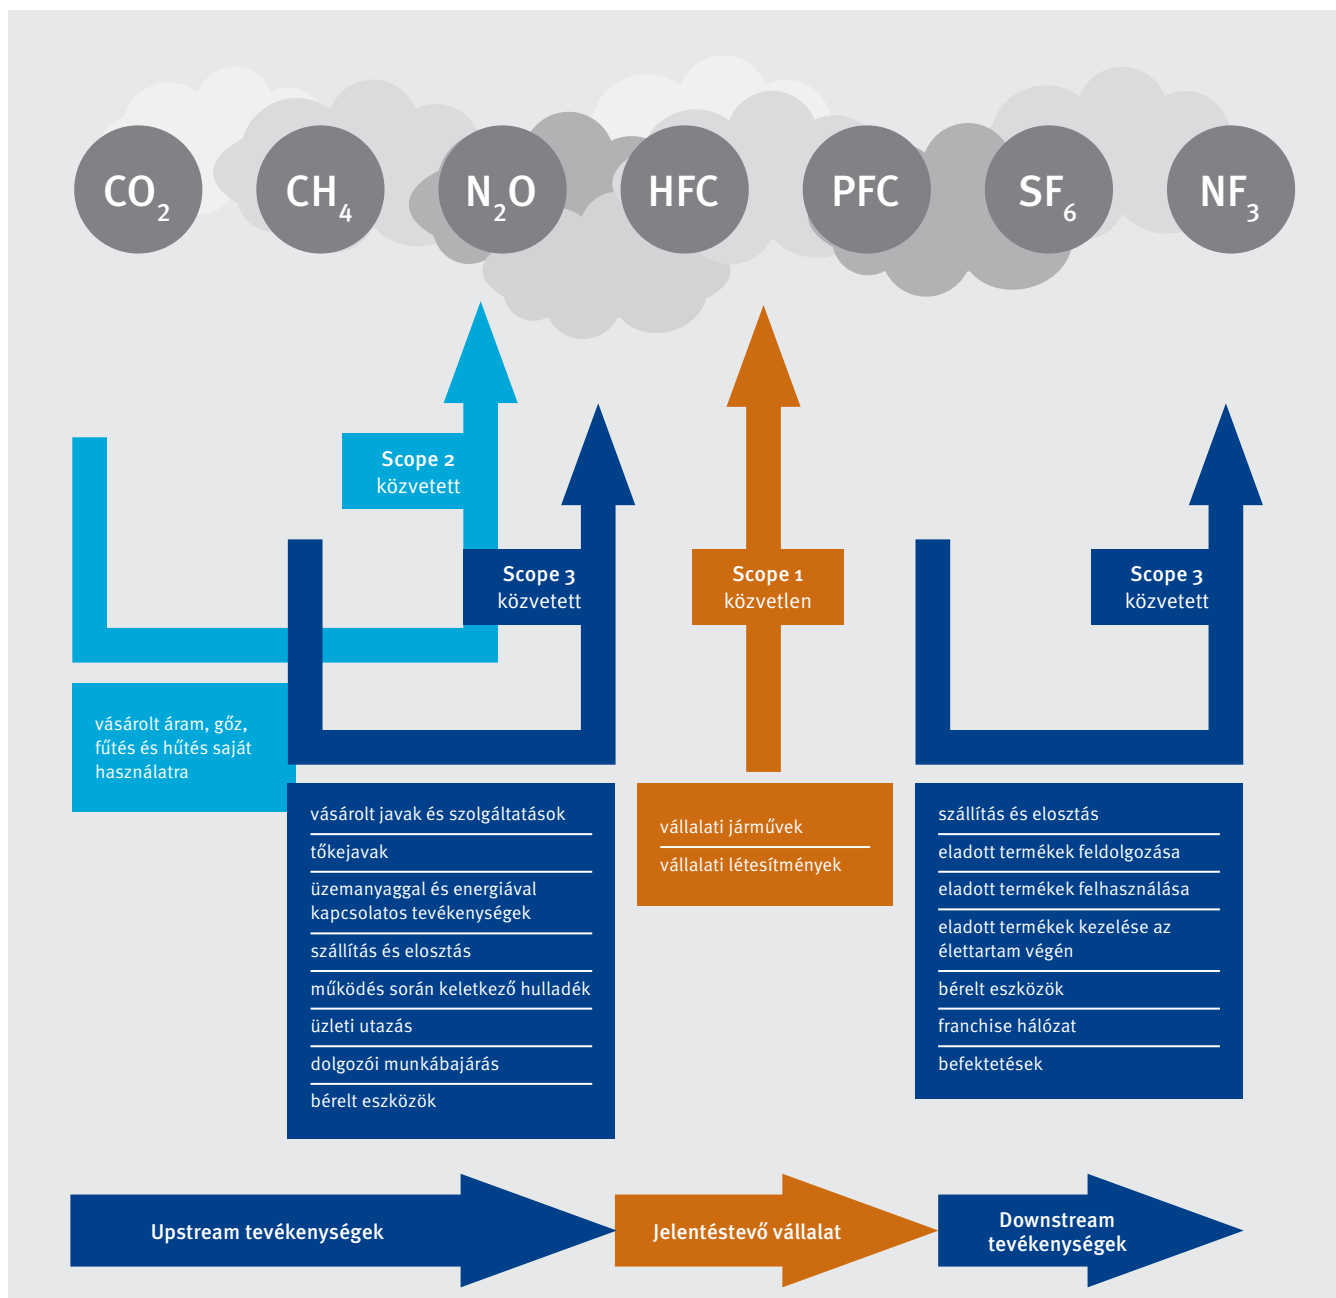 CO₂ CH₄ N₂O HFC PFC SF₆ NF₃
Scope 2
közvetett
Scope 3
közvetett
Scope 1
közvetlen
Scope 3
közvetett
vásárolt áram, gőz,
fűtés és hűtés saját
használatra
vásárolt javak és szolgáltatások
tőkejavak
üzemanyaggal és energiával
kapcsolatos tevékenységek
szállítás és elosztás
működés során keletkező hulladék
üzleti utazás
dolgozói munkábajárás
bérelt eszközök
vállalati járművek
vállalati létesítmények
szállítás és elosztás
eladott termékek feldolgozása
eladott termékek felhasználása
eladott termékek kezelése az
élettartam végén
bérelt eszközök
franchise hálózat
befektetések
Upstream tevékenységek
Jelentéstevő vállalat
Downstream
tevékenységek